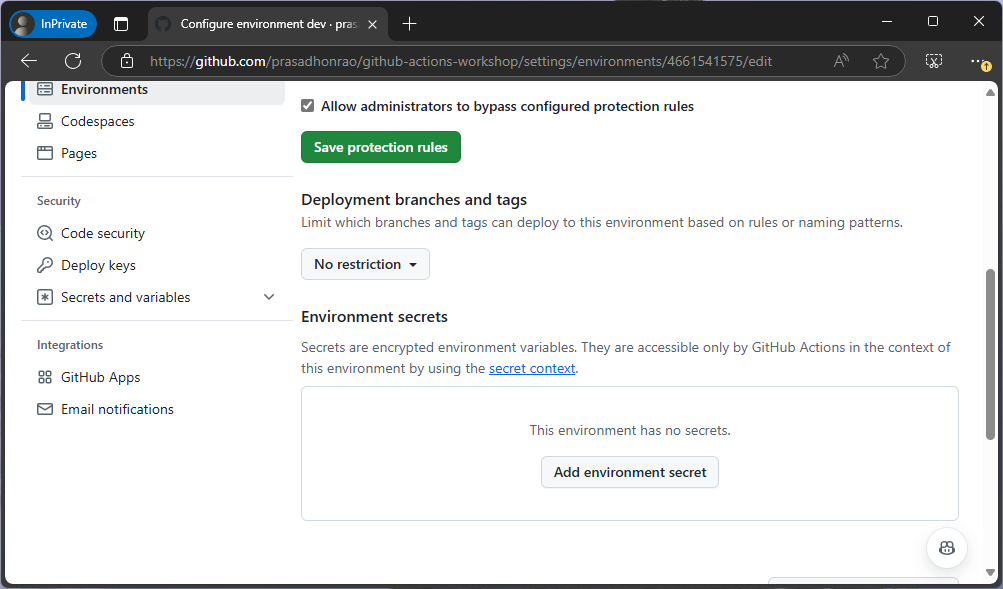 InPrivate
Configure environment dev · pras
https://github.com/prasadhonrao/github-actions-workshop/settings/environments/4661541575/edit
Environments
Codespaces
Pages
Security
Code security
Deploy keys
Secrets and variables
Integrations
GitHub Apps
Email notifications
Allow administrators to bypass configured protection rules
Save protection rules
Deployment branches and tags
Limit which branches and tags can deploy to this environment based on rules or naming patterns.
No restriction
Environment secrets
Secrets are encrypted environment variables. They are accessible only by GitHub Actions in the context of
this environment by using the secret context.
This environment has no secrets.
Add environment secret